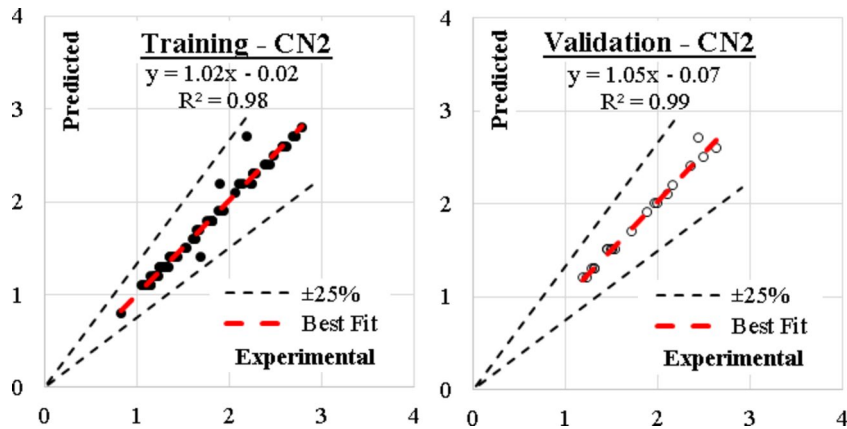 4
Training - CN2
y = 1.02x - 0.02
R² = 0.98
Predicted
3
2
1
0
±25%
Best Fit
Experimental
0
1
2
3
4
4
Validation - CN2
y = 1.05x - 0.07
R² = 0.99
Predicted
3
2
1
0
±25%
Best Fit
Experimental
0
1
2
3
4